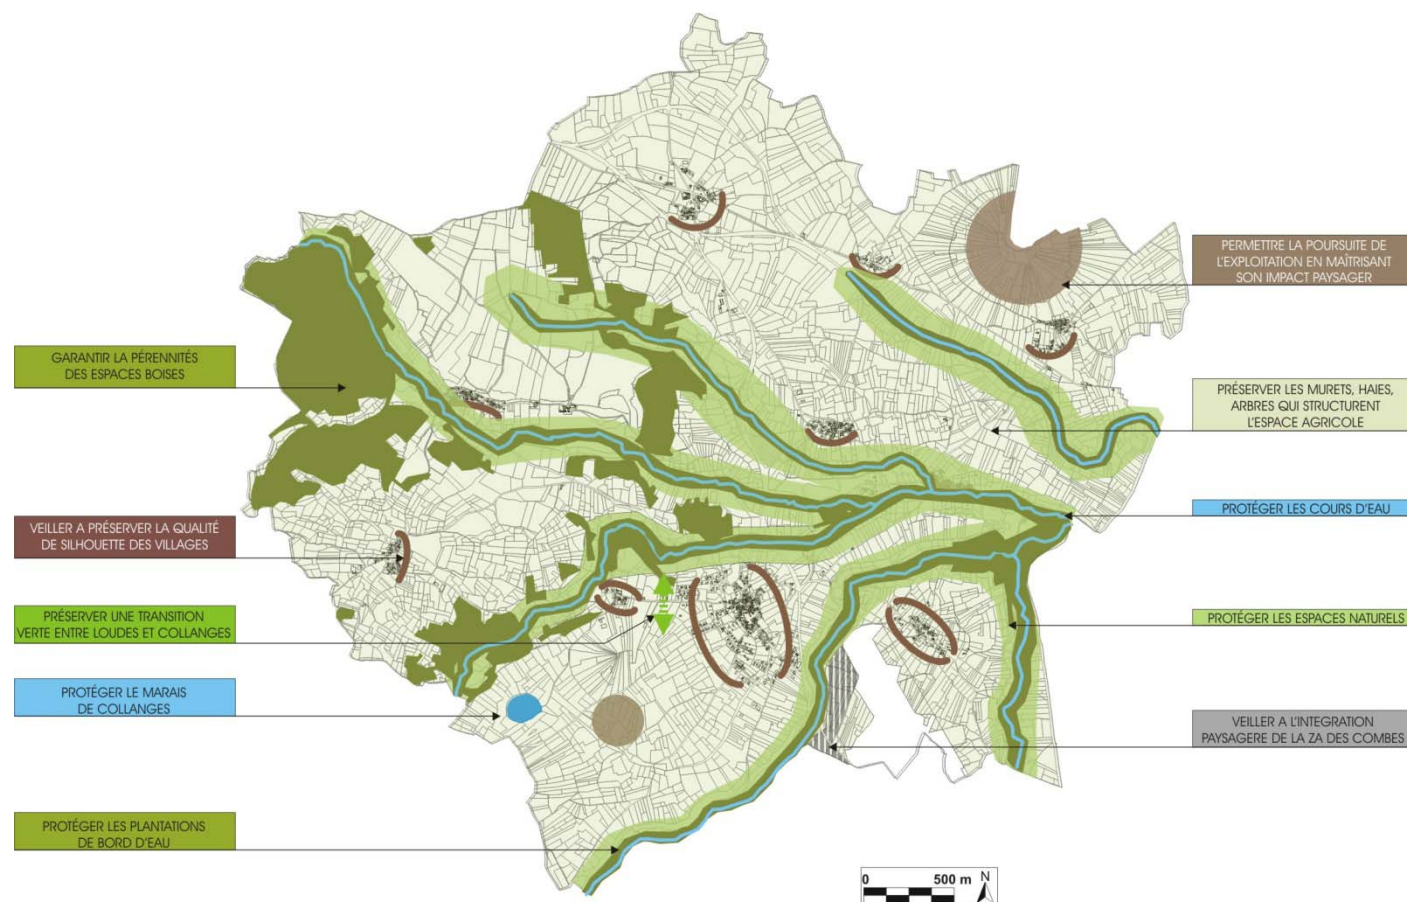 PERMETTRE LA POURSUITE DE
L'EXPLOITATION EN MAÎTRISANT
SON IMPACT PAYSAGER
GARANTIR LA PÉRENNITÉS
DES ESPACES BOISES
PRÉSERVER LES MURETS, HAIES,
ARBRES QUI STRUCTURENT
L'ESPACE AGRICOLE
PROTÉGER LES COURS D'EAU
VEILLER A PRÉSERVER LA QUALITÉ
DE SILHOUETTE DES VILLAGES
PRÉSERVER UNE TRANSITION
VERTE ENTRE LOUDES ET COLLANGES
PROTÉGER LES ESPACES NATURELS
PROTÉGER LE MARAIS
DE COLLANGES
VEILLER A L'INTEGRATION
PAYSAGERE DE LA ZA DES COMBES
PROTÉGER LES PLANTATIONS
DE BORD D'EAU
0 500 m N